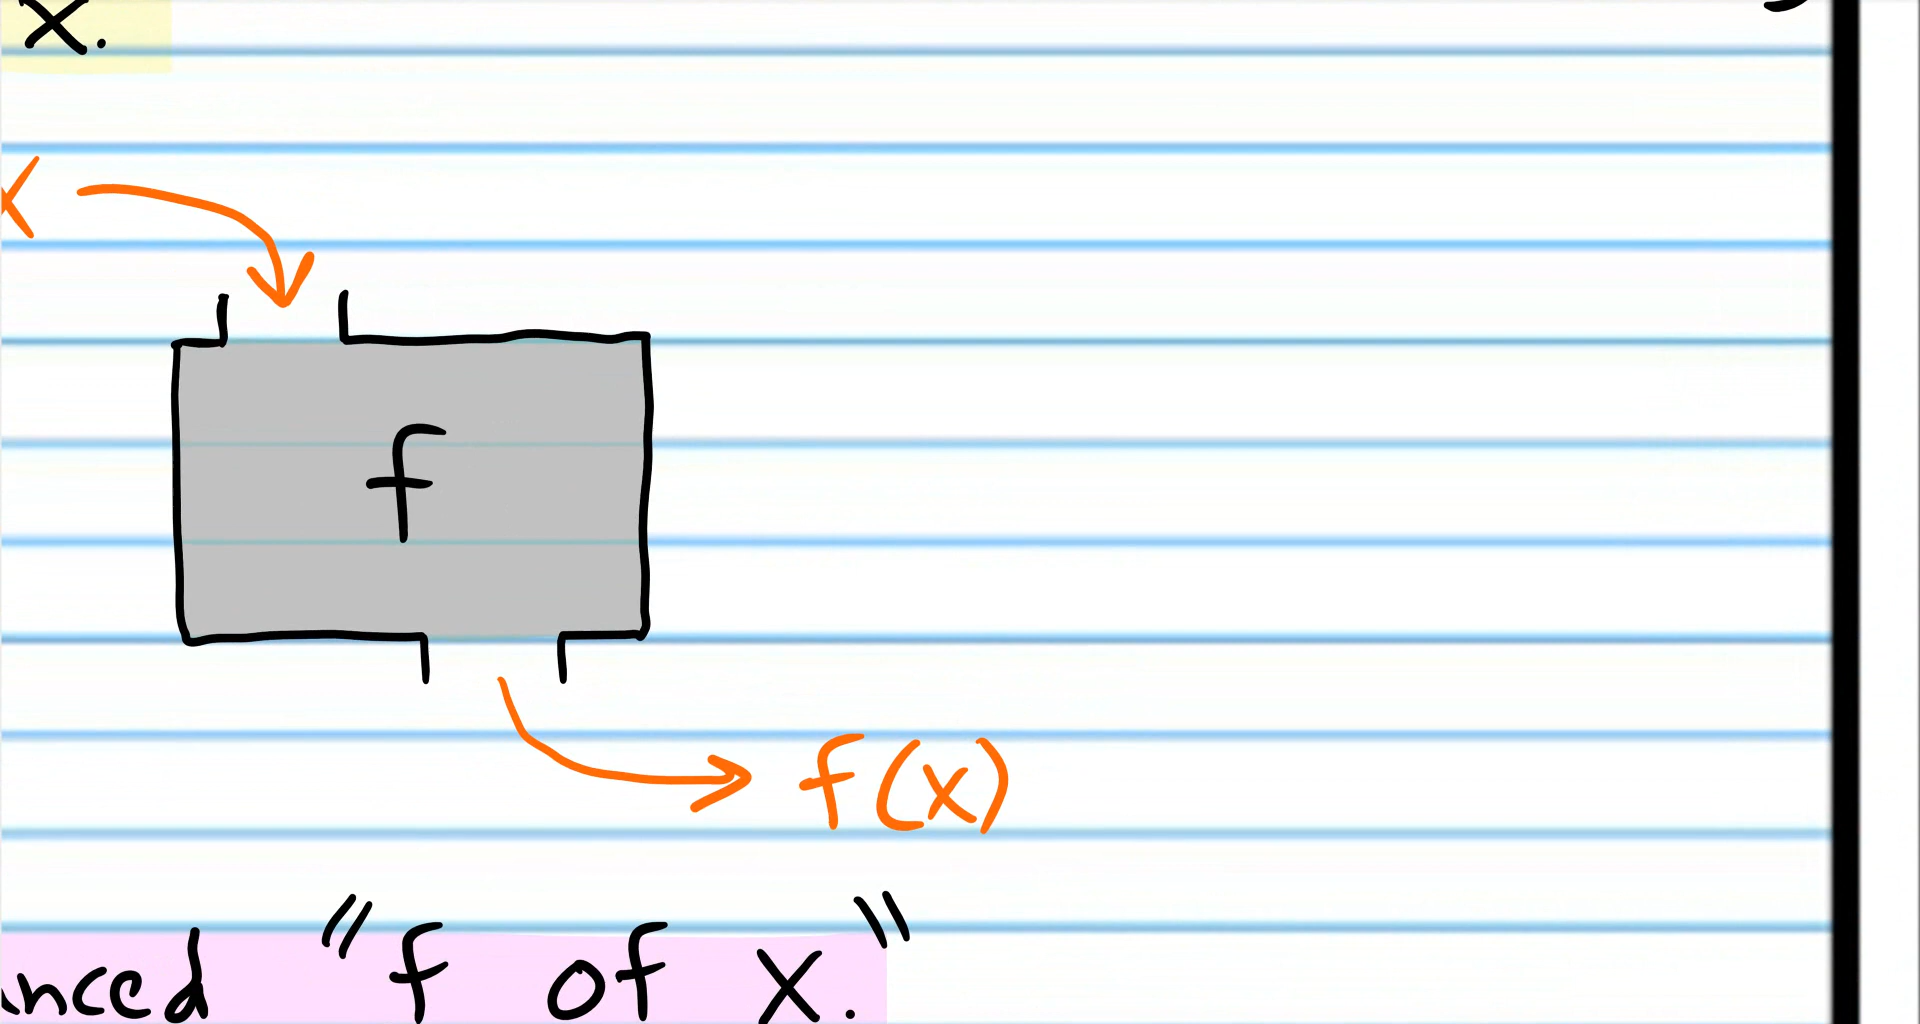 x.
x
f
f(x)
"f of x."